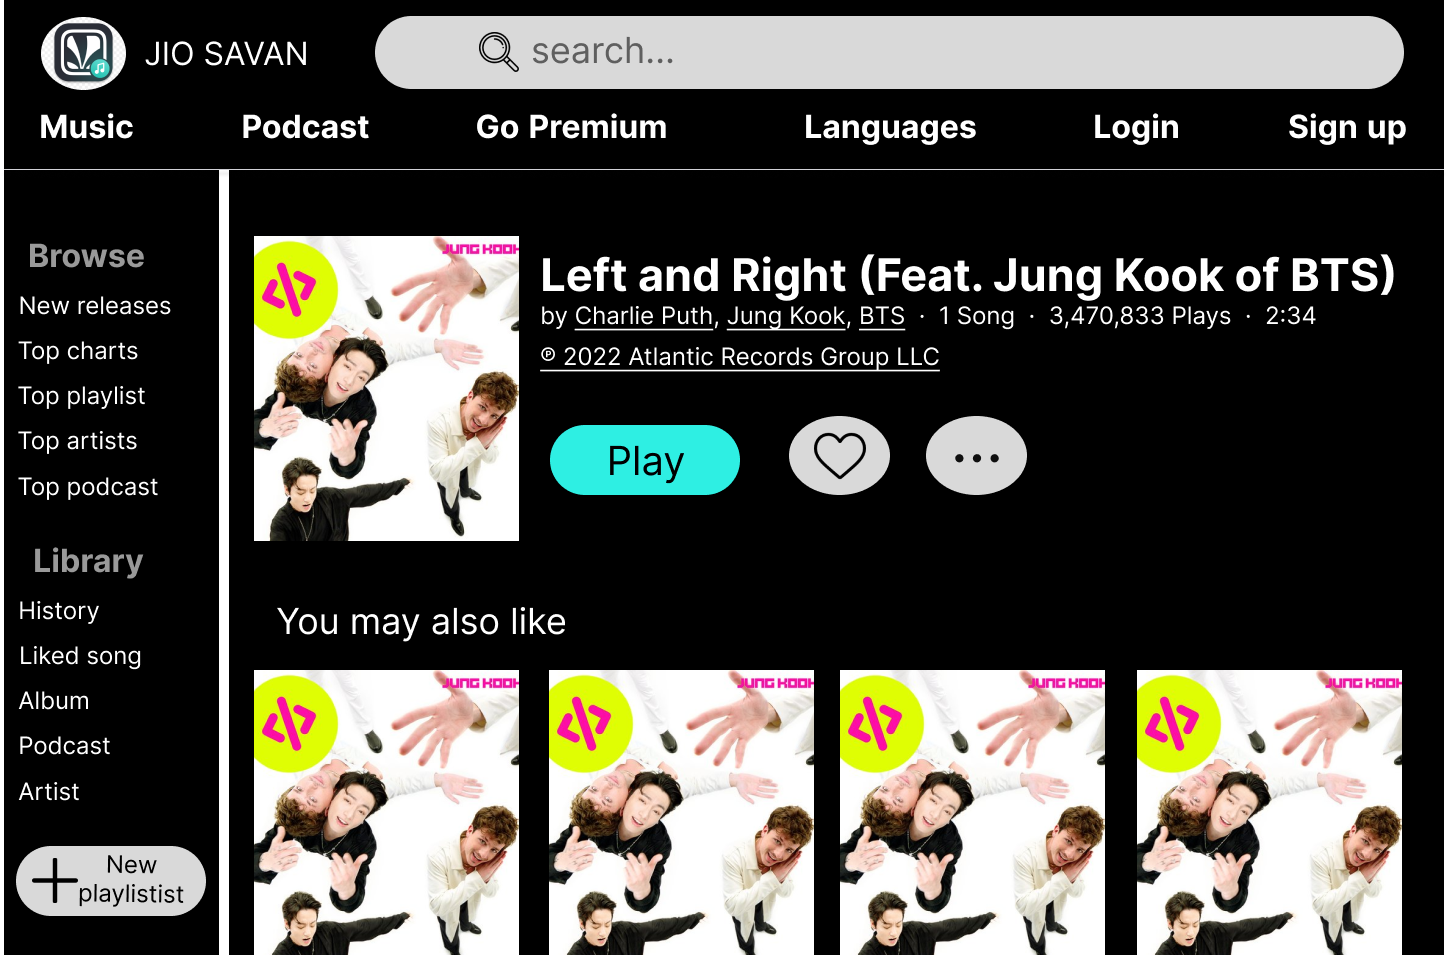 JIO SAVAN
search...
Music Podcast Go Premium Languages Login Sign up
Browse
New releases
Top charts
Top playlist
Top artists
Top podcast
Library
History
Liked song
Album
Podcast
Artist
New
playlistist
JUNG KOOK
Left and Right (Feat. Jung Kook of BTS)
by Charlie Puth, Jung Kook, BTS · 1 Song · 3,470,833 Plays · 2:34
℗ 2022 Atlantic Records Group LLC
Play
You may also like
JUNG KOOK
JUNG KOOK
JUNG KOOK
JUNG KOOK